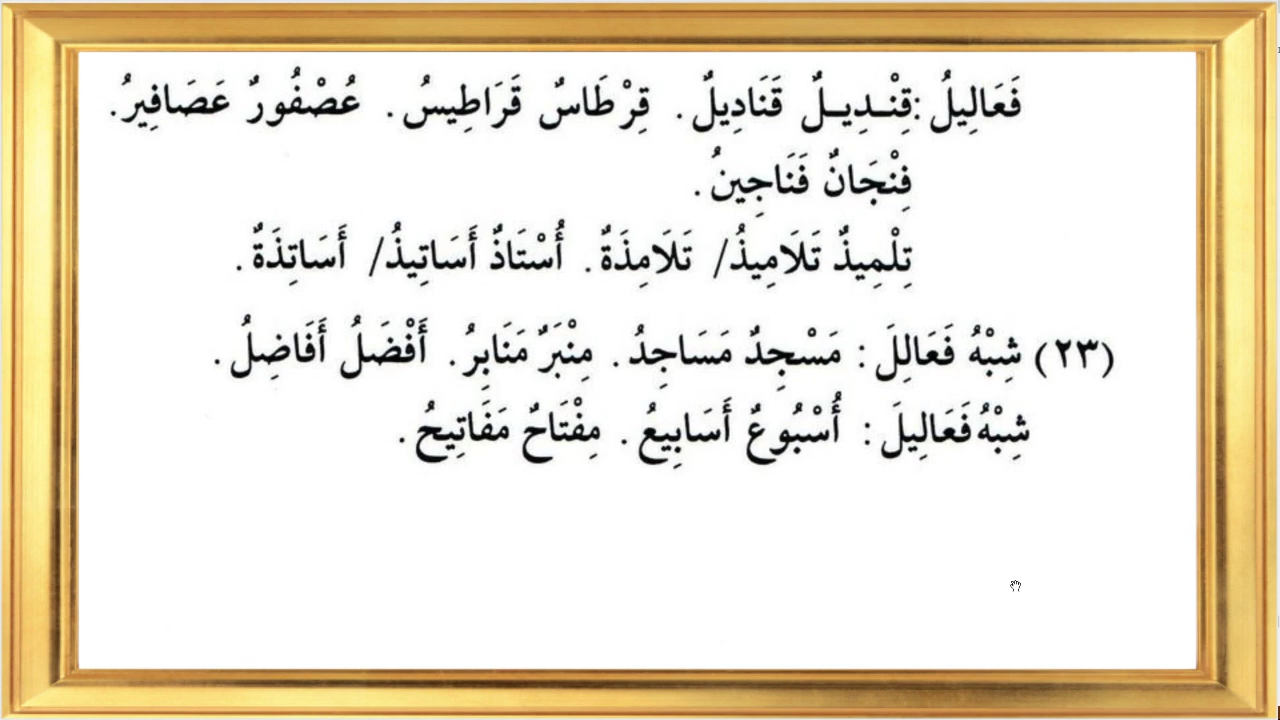 فَعَالِيلُ :قِنْـدِيـلٌ قَنَادِيلٌ. قِرْطَاسٌ قَرَاطِيسُ. عُصْفُورٌ عَصَافِيرُ.
فِنْجَانٌ فَنَاجِينُ.
تِلْمِيذٌ تَلَامِيذُ/ تَلَامِذَةٌ. أُسْتَاذٌ أَسَاتِيذُ/ أَسَاتِذَةٌ.
(٢٣) شِبْهُ فَعَالِلَ : مَسْجِدٌ مَسَاجِدُ. مِنْبَرٌ مَنَابِرُ. أَفْضَلُ أَفَاضِلُ.
شِبْهُ فَعَالِيلَ : أُسْبُوعٌ أَسَابِيعُ. مِفْتَاحٌ مَفَاتِيحُ.